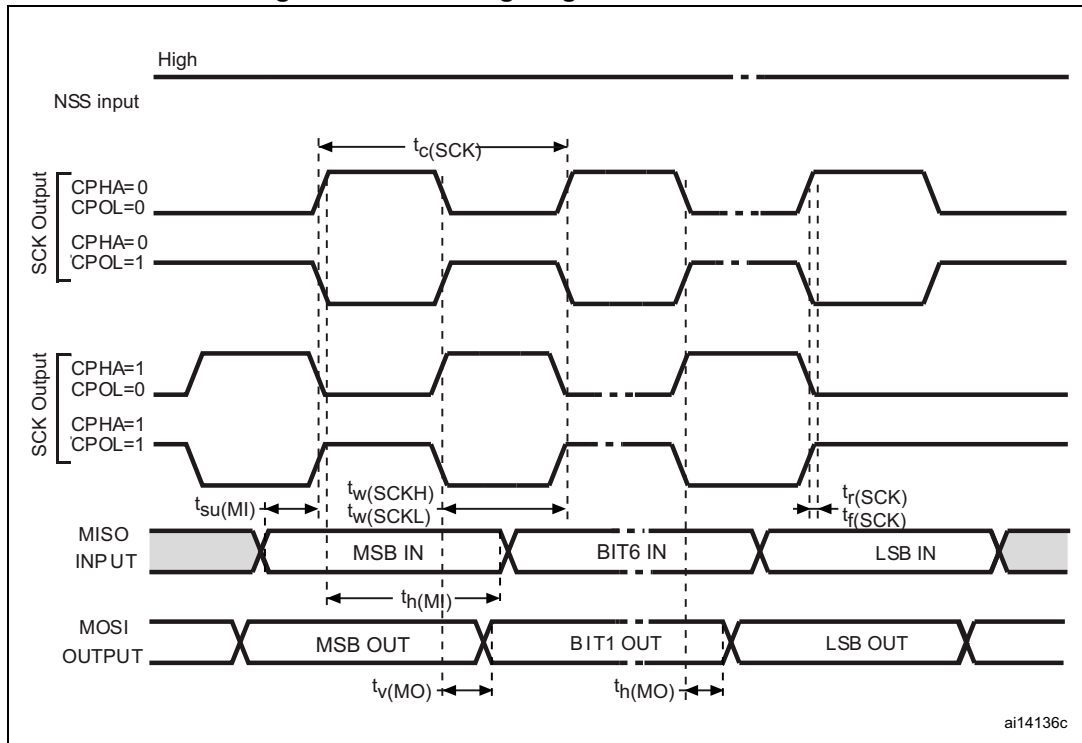 High
NSS input
tc(SCK)
SCK Output
CPHA=0
CPOL=0
CPHA=0
CPOL=1
SCK Output
CPHA=1
CPOL=0
CPHA=1
CPOL=1
tsu(MI)
tw(SCKH)
tw(SCKL)
tr(SCK)
tf(SCK)
MISO
INPUT
MSB IN
BIT6 IN
LSB IN
th(MI)
MOSI
OUTPUT
MSB OUT
BIT1 OUT
LSB OUT
tv(MO)
th(MO)
ai14136c